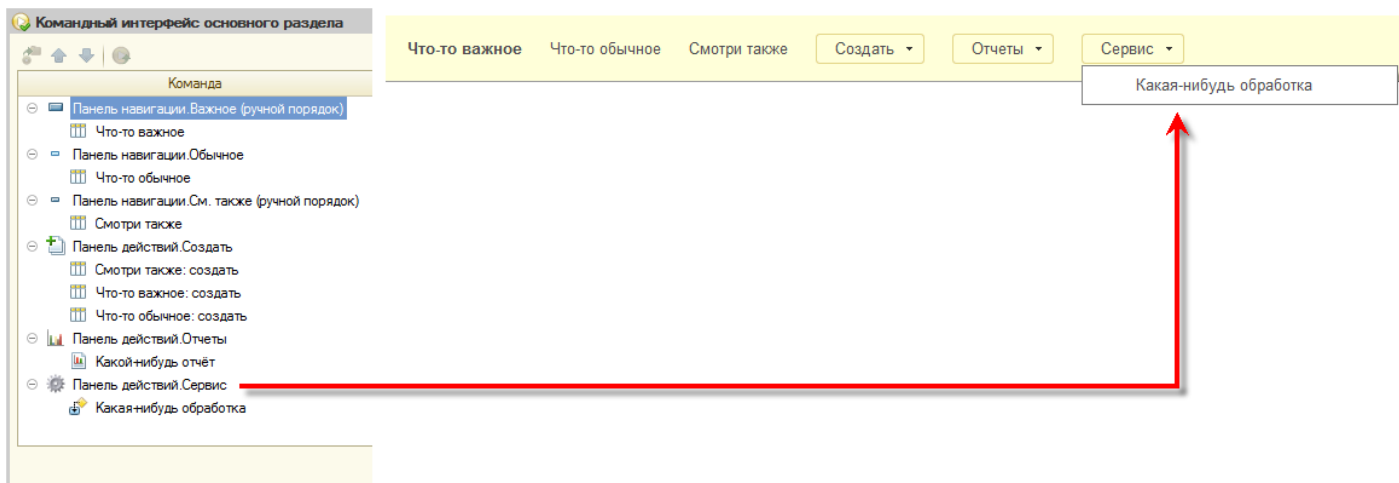 Командный интерфейс основного раздела
Команда
Панель навигации.Важное (ручной порядок)
Что-то важное
Панель навигации.Обычное
Что-то обычное
Панель навигации.См. также (ручной порядок)
Смотри также
Панель действий.Создать
Смотри также: создать
Что-то важное: создать
Что-то обычное: создать
Панель действий.Отчеты
Какой-нибудь отчёт
Панель действий.Сервис
Какая-нибудь обработка
Что-то важное Что-то обычное Смотри также Создать Отчеты Сервис
Какая-нибудь обработка